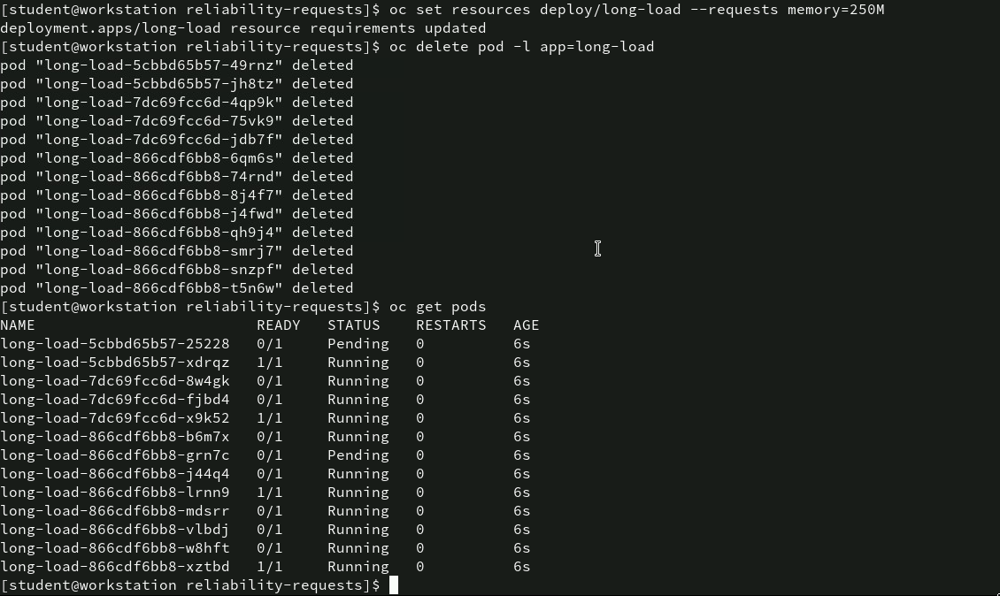 [student@workstation reliability-requests]$ oc set resources deploy/long-load --requests memory=250M
deployment.apps/long-load resource requirements updated
[student@workstation reliability-requests]$ oc delete pod -l app=long-load
pod "long-load-5cbbd65b57-49rnz" deleted
pod "long-load-5cbbd65b57-jh8tz" deleted
pod "long-load-7dc69fcc6d-4qp9k" deleted
pod "long-load-7dc69fcc6d-75vk9" deleted
pod "long-load-7dc69fcc6d-jdb7f" deleted
pod "long-load-866cdf6bb8-6qm6s" deleted
pod "long-load-866cdf6bb8-74rnd" deleted
pod "long-load-866cdf6bb8-8j4f7" deleted
pod "long-load-866cdf6bb8-j4fwd" deleted
pod "long-load-866cdf6bb8-qh9j4" deleted
pod "long-load-866cdf6bb8-smrj7" deleted
pod "long-load-866cdf6bb8-snzpf" deleted
pod "long-load-866cdf6bb8-t5n6w" deleted
[student@workstation reliability-requests]$ oc get pods
NAME                         READY   STATUS    RESTARTS   AGE
long-load-5cbbd65b57-25228   0/1     Pending   0          6s
long-load-5cbbd65b57-xdrqz   1/1     Running   0          6s
long-load-7dc69fcc6d-8w4gk   0/1     Running   0          6s
long-load-7dc69fcc6d-fjbd4   0/1     Running   0          6s
long-load-7dc69fcc6d-x9k52   1/1     Running   0          6s
long-load-866cdf6bb8-b6m7x   0/1     Running   0          6s
long-load-866cdf6bb8-grn7c   0/1     Pending   0          6s
long-load-866cdf6bb8-j44q4   0/1     Running   0          6s
long-load-866cdf6bb8-lrnn9   1/1     Running   0          6s
long-load-866cdf6bb8-mdsrr   0/1     Running   0          6s
long-load-866cdf6bb8-vlbdj   0/1     Running   0          6s
long-load-866cdf6bb8-w8hft   0/1     Running   0          6s
long-load-866cdf6bb8-xztbd   1/1     Running   0          6s
[student@workstation reliability-requests]$